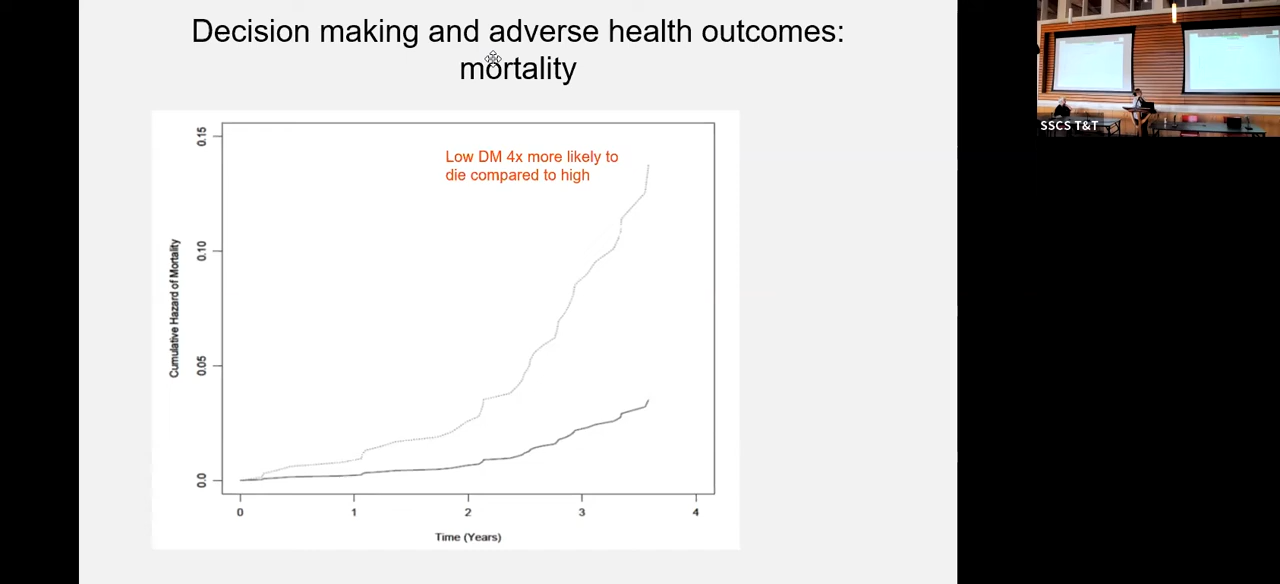 Decision making and adverse health outcomes:
mortality
Low DM 4x more likely to
die compared to high
0.15
0.10
0.05
0.0
Cumulative Hazard of Mortality
0 1 2 3 4
Time (Years)
SSCS T&T